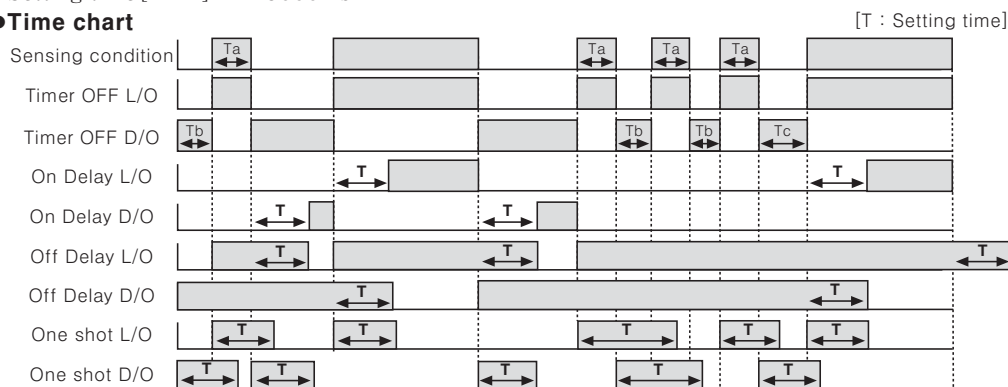 ●Time chart
[T : Setting time]
Sensing condition Ta Ta Ta Ta
Timer OFF L/O
Timer OFF D/O Tb Tb Tb Tc
On Delay L/O T T
On Delay D/O T T
Off Delay L/O T T T
Off Delay D/O T T
One shot L/O T T T T T
One shot D/O T T T T T